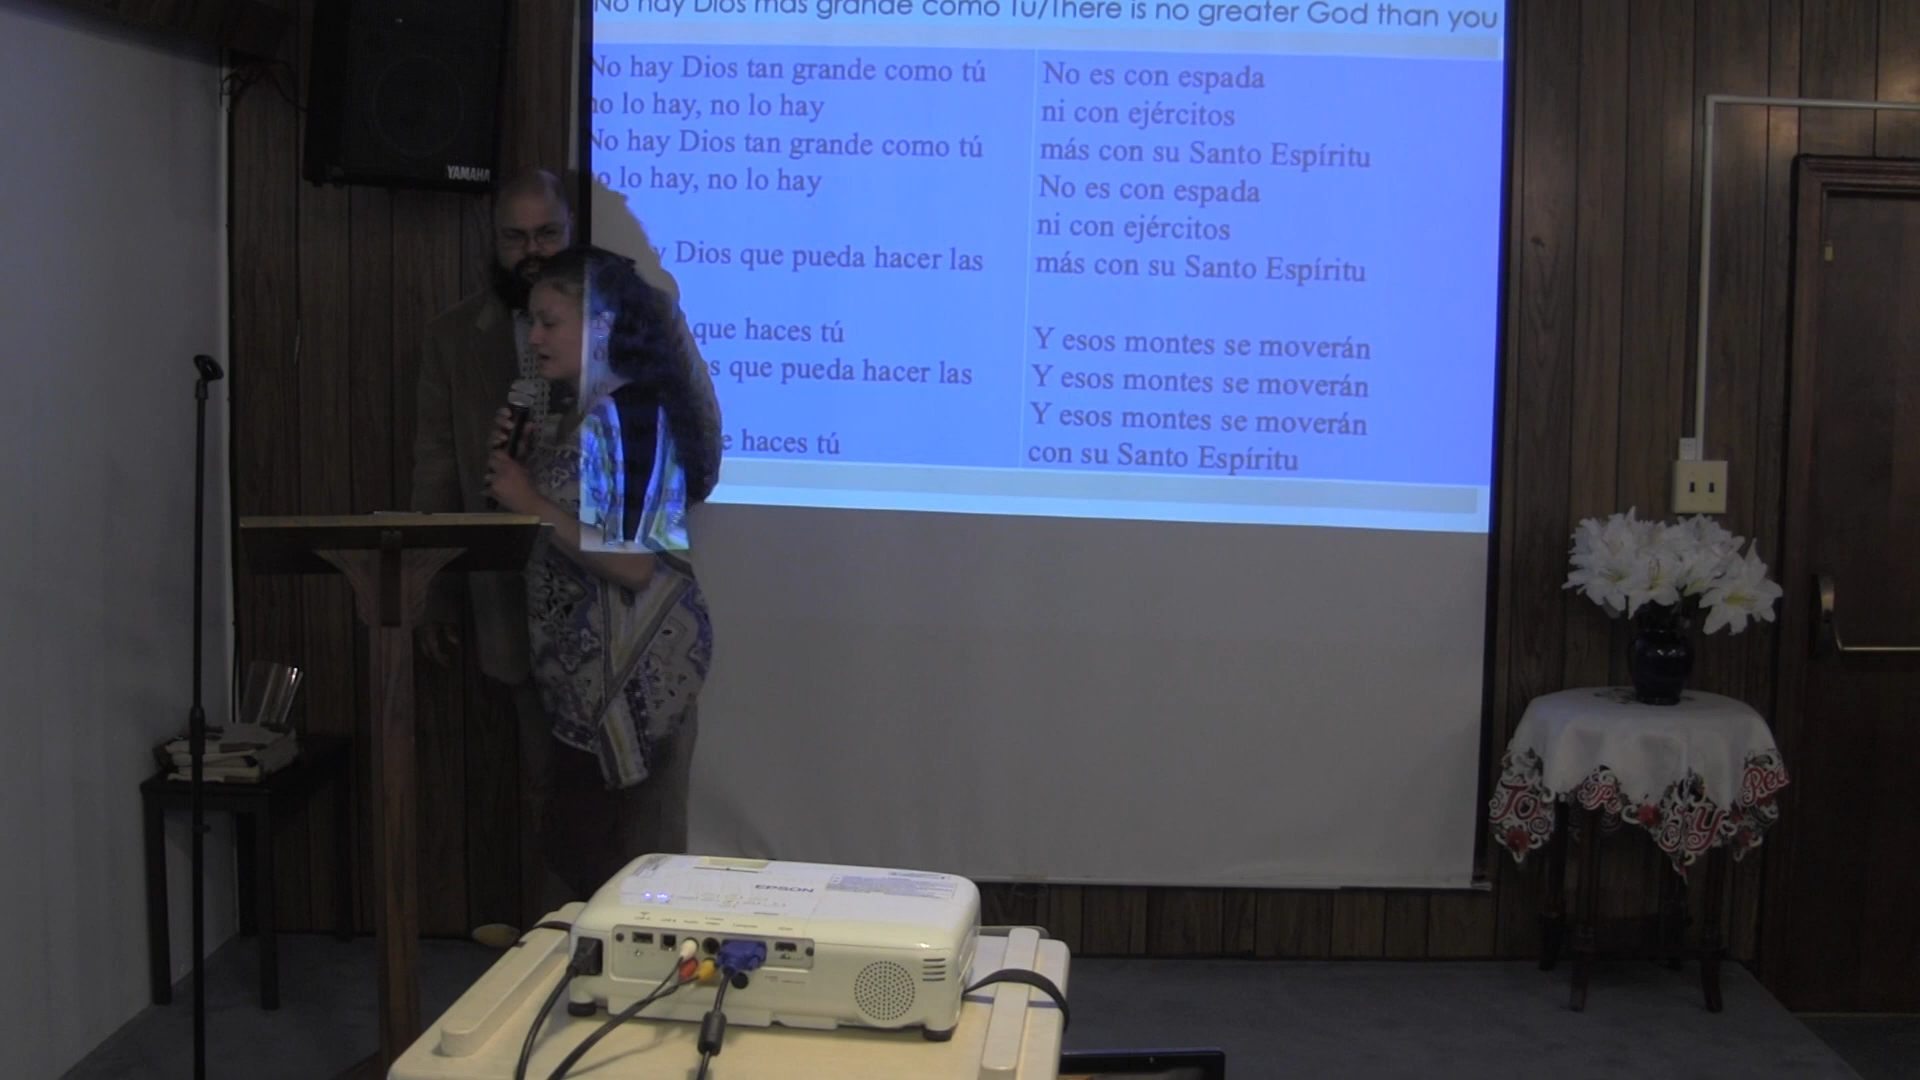 No hay Dios más grande como Tú/There is no greater God than you
No hay Dios tan grande como tú
no lo hay, no lo hay
No hay Dios tan grande como tú
lo hay, no lo hay
Dios que pueda hacer las
que haces tú
que pueda hacer las
haces tú
No es con espada
ni con ejércitos
más con su Santo Espíritu
No es con espada
ni con ejércitos
más con su Santo Espíritu
Y esos montes se moverán
Y esos montes se moverán
Y esos montes se moverán
con su Santo Espíritu
YAMAHA
EPSON
Joy